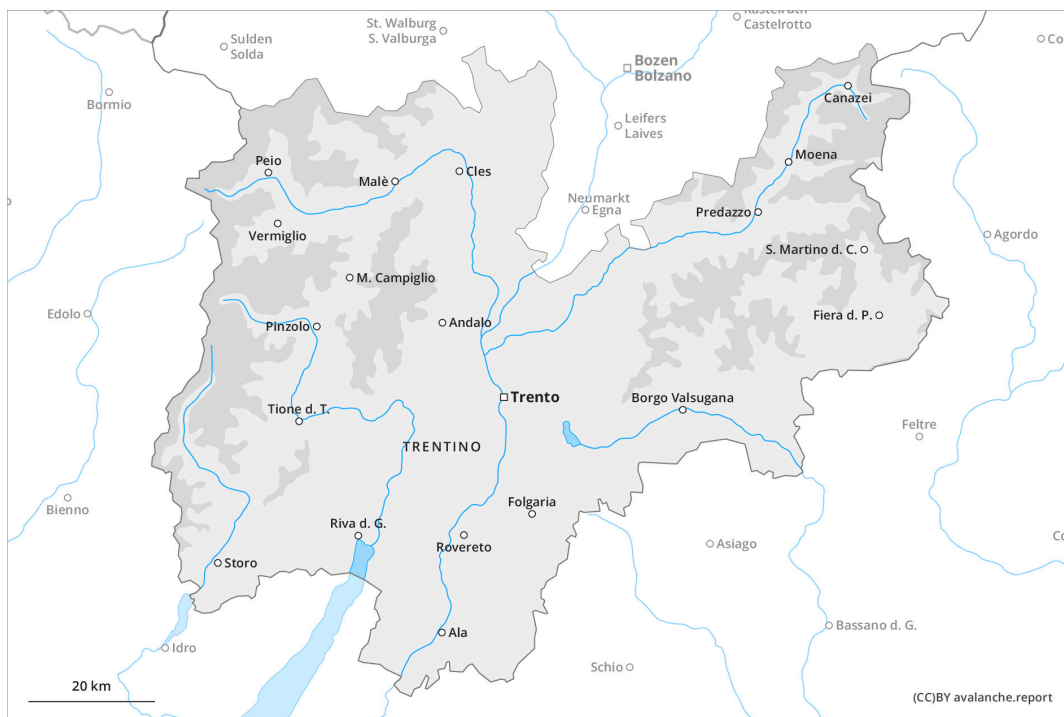 Kastelruth
Castelrotto
St. Walburg
S. Valburga
Sulden
Solda
Co
Bozen
Bolzano
Bormio
Canazei
Leifers
Laives
Moena
Peio
Malè
Cles
Neumarkt
Egna
Predazzo
Vermiglio
Agordo
S. Martino d. C.
M. Campiglio
Edolo
Pinzolo
Andalo
Fiera d. P.
Trento
Borgo Valsugana
Tione d. T.
Feltre
TRENTINO
Bienno
Folgaria
Riva d. G.
Rovereto
Asiago
Co
Storo
Ala
Bassano d. G.
Idro
Schio
20 km
(CC)BY avalanche.report